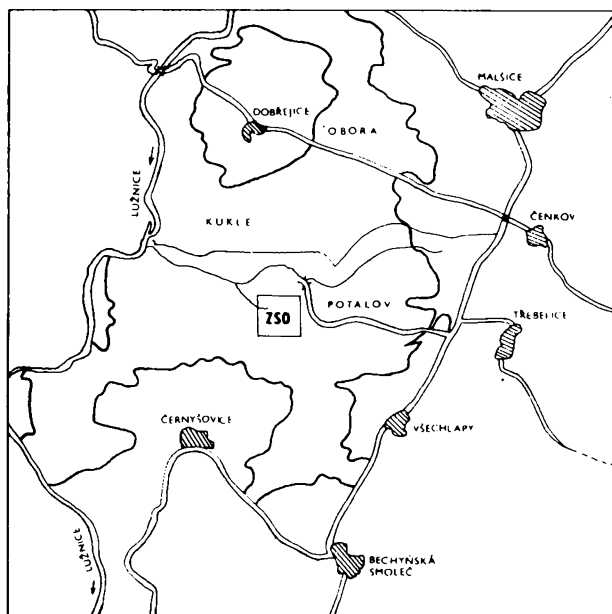 MALŠICE
DOBŘEJICE
OBORA
LUŽNICE
KUKLE
ČENKOV
POTALOV
ZSO
TŘEBELICE
ČERNYŠOVICE
VŠECHLAPY
LUŽNICE
BECHYŇSKÁ
SMOLEČ